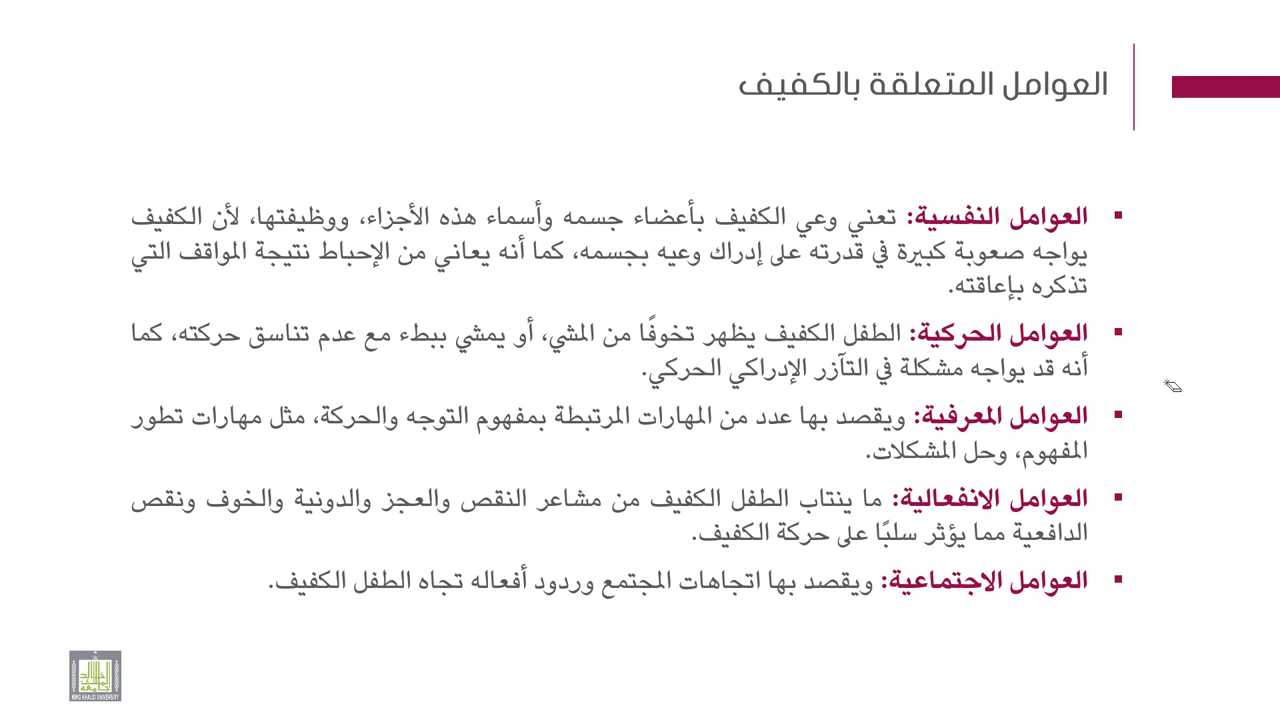 العوامل المتعلقة بالكفيف
▪ العوامل النفسية: تعني وعي الكفيف بأعضاء جسمه وأسماء هذه الأجزاء، ووظيفتها، لأن الكفيف
يواجه صعوبة كبيرة في قدرته على إدراك وعيه بجسمه، كما أنه يعاني من الإحباط نتيجة المواقف التي
تذكره بإعاقته.
▪ العوامل الحركية: الطفل الكفيف يظهر تخوفًا من المشي، أو يمشي ببطء مع عدم تناسق حركته، كما
أنه قد يواجه مشكلة في التآزر الإدراكي الحركي.
▪ العوامل المعرفية: ويقصد بها عدد من المهارات المرتبطة بمفهوم التوجه والحركة، مثل مهارات تطور
المفهوم، وحل المشكلات.
▪ العوامل الانفعالية: ما ينتاب الطفل الكفيف من مشاعر النقص والعجز والدونية والخوف ونقص
الدافعية مما يؤثر سلبًا على حركة الكفيف.
▪ العوامل الاجتماعية: ويقصد بها اتجاهات المجتمع وردود أفعاله تجاه الطفل الكفيف.
KING KHALID UNIVERSITY